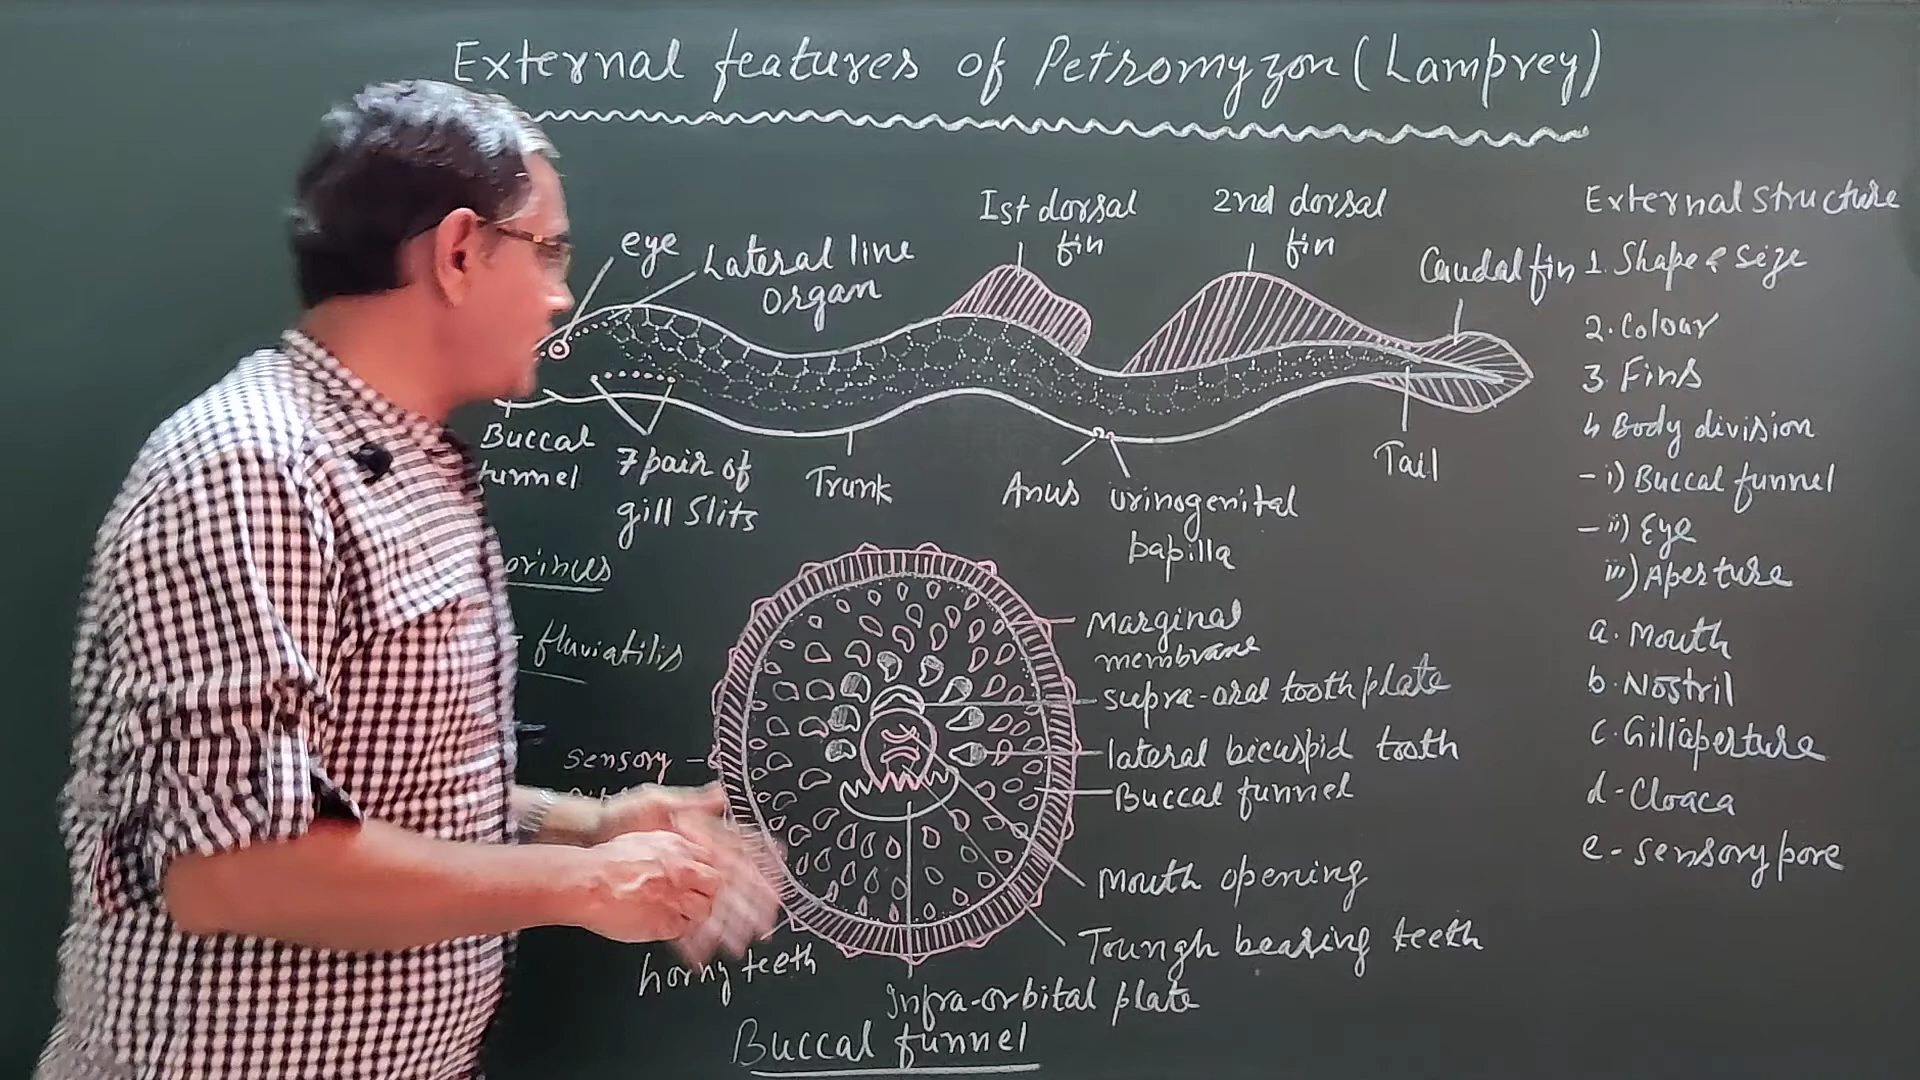 External features of Petromyzon (Lamprey)
Ist dorsal
fin
2nd dorsal
fin
eye
Lateral line
organ
Caudal fin
Buccal
funnel
7 pair of
gill Slits
Trunk
Anus
urinogenital
papilla
Tail
fluviatilis
Marginal
membrane
supra-oral tooth plate
lateral bicuspid tooth
Buccal funnel
Mouth opening
Toungh bearing teeth
Sensory
horny teeth
Infra-orbital plate
Buccal funnel
External structure
1. Shape & size
2. Colour
3 Fins
4 Body division
- i) Buccal funnel
- ii) Eye
iii) Aperture
a. Mouth
b. Nostril
c. Gill aperture
d - Cloaca
e - sensory pore